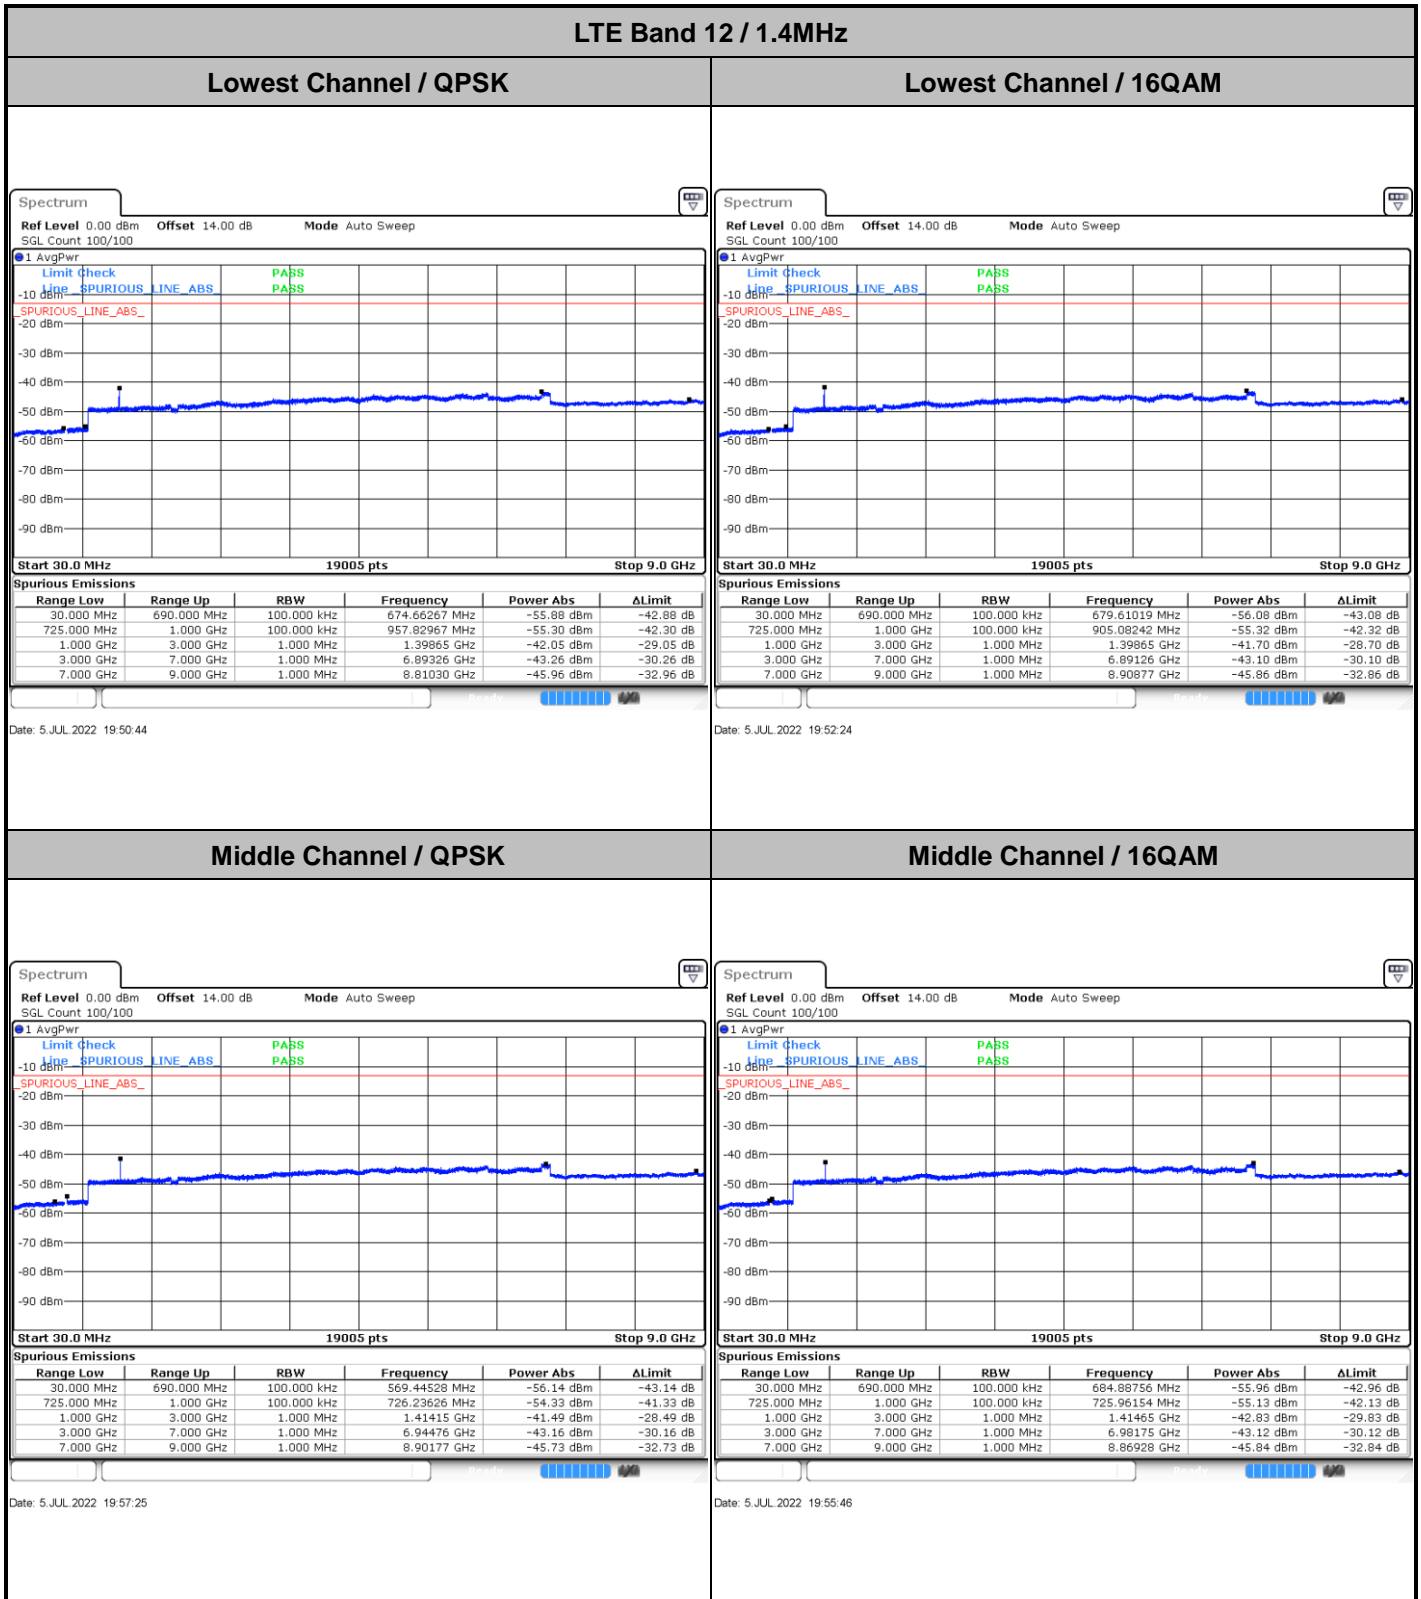 LTE Band 12 / 1.4MHz
Lowest Channel / QPSK
Lowest Channel / 16QAM
Spectrum
Ref Level 0.00 dBm Offset 14.00 dB Mode Auto Sweep
SGL Count 100/100
1 AvgPwr
Limit Check PASS
Line _SPURIOUS_LINE_ABS_ PASS
-10 dBm
_SPURIOUS_LINE_ABS_
-20 dBm
-30 dBm
-40 dBm
-50 dBm
-60 dBm
-70 dBm
-80 dBm
-90 dBm
Start 30.0 MHz 19005 pts Stop 9.0 GHz
Spurious Emissions
Range Low Range Up RBW Frequency Power Abs ΔLimit
30.000 MHz 690.000 MHz 100.000 kHz 674.66267 MHz -55.88 dBm -42.88 dB
725.000 MHz 1.000 GHz 100.000 kHz 957.82967 MHz -55.30 dBm -42.30 dB
1.000 GHz 3.000 GHz 1.000 MHz 1.39865 GHz -42.05 dBm -29.05 dB
3.000 GHz 7.000 GHz 1.000 MHz 6.89326 GHz -43.26 dBm -30.26 dB
7.000 GHz 9.000 GHz 1.000 MHz 8.81030 GHz -45.96 dBm -32.96 dB
Ready
Date: 5.JUL.2022 19:50:44
Spectrum
Ref Level 0.00 dBm Offset 14.00 dB Mode Auto Sweep
SGL Count 100/100
1 AvgPwr
Limit Check PASS
Line _SPURIOUS_LINE_ABS_ PASS
-10 dBm
_SPURIOUS_LINE_ABS_
-20 dBm
-30 dBm
-40 dBm
-50 dBm
-60 dBm
-70 dBm
-80 dBm
-90 dBm
Start 30.0 MHz 19005 pts Stop 9.0 GHz
Spurious Emissions
Range Low Range Up RBW Frequency Power Abs ΔLimit
30.000 MHz 690.000 MHz 100.000 kHz 679.61019 MHz -56.08 dBm -43.08 dB
725.000 MHz 1.000 GHz 100.000 kHz 905.08242 MHz -55.32 dBm -42.32 dB
1.000 GHz 3.000 GHz 1.000 MHz 1.39865 GHz -41.70 dBm -28.70 dB
3.000 GHz 7.000 GHz 1.000 MHz 6.89126 GHz -43.10 dBm -30.10 dB
7.000 GHz 9.000 GHz 1.000 MHz 8.90877 GHz -45.86 dBm -32.86 dB
Ready
Date: 5.JUL.2022 19:52:24
Middle Channel / QPSK
Middle Channel / 16QAM
Spectrum
Ref Level 0.00 dBm Offset 14.00 dB Mode Auto Sweep
SGL Count 100/100
1 AvgPwr
Limit Check PASS
Line _SPURIOUS_LINE_ABS_ PASS
-10 dBm
_SPURIOUS_LINE_ABS_
-20 dBm
-30 dBm
-40 dBm
-50 dBm
-60 dBm
-70 dBm
-80 dBm
-90 dBm
Start 30.0 MHz 19005 pts Stop 9.0 GHz
Spurious Emissions
Range Low Range Up RBW Frequency Power Abs ΔLimit
30.000 MHz 690.000 MHz 100.000 kHz 569.44528 MHz -56.14 dBm -43.14 dB
725.000 MHz 1.000 GHz 100.000 kHz 726.23626 MHz -54.33 dBm -41.33 dB
1.000 GHz 3.000 GHz 1.000 MHz 1.41415 GHz -41.49 dBm -28.49 dB
3.000 GHz 7.000 GHz 1.000 MHz 6.94476 GHz -43.16 dBm -30.16 dB
7.000 GHz 9.000 GHz 1.000 MHz 8.90177 GHz -45.73 dBm -32.73 dB
Ready
Date: 5.JUL.2022 19:57:25
Spectrum
Ref Level 0.00 dBm Offset 14.00 dB Mode Auto Sweep
SGL Count 100/100
1 AvgPwr
Limit Check PASS
Line _SPURIOUS_LINE_ABS_ PASS
-10 dBm
_SPURIOUS_LINE_ABS_
-20 dBm
-30 dBm
-40 dBm
-50 dBm
-60 dBm
-70 dBm
-80 dBm
-90 dBm
Start 30.0 MHz 19005 pts Stop 9.0 GHz
Spurious Emissions
Range Low Range Up RBW Frequency Power Abs ΔLimit
30.000 MHz 690.000 MHz 100.000 kHz 684.88756 MHz -55.96 dBm -42.96 dB
725.000 MHz 1.000 GHz 100.000 kHz 725.96154 MHz -55.13 dBm -42.13 dB
1.000 GHz 3.000 GHz 1.000 MHz 1.41465 GHz -42.83 dBm -29.83 dB
3.000 GHz 7.000 GHz 1.000 MHz 6.98175 GHz -43.12 dBm -30.12 dB
7.000 GHz 9.000 GHz 1.000 MHz 8.86928 GHz -45.84 dBm -32.84 dB
Ready
Date: 5.JUL.2022 19:55:46